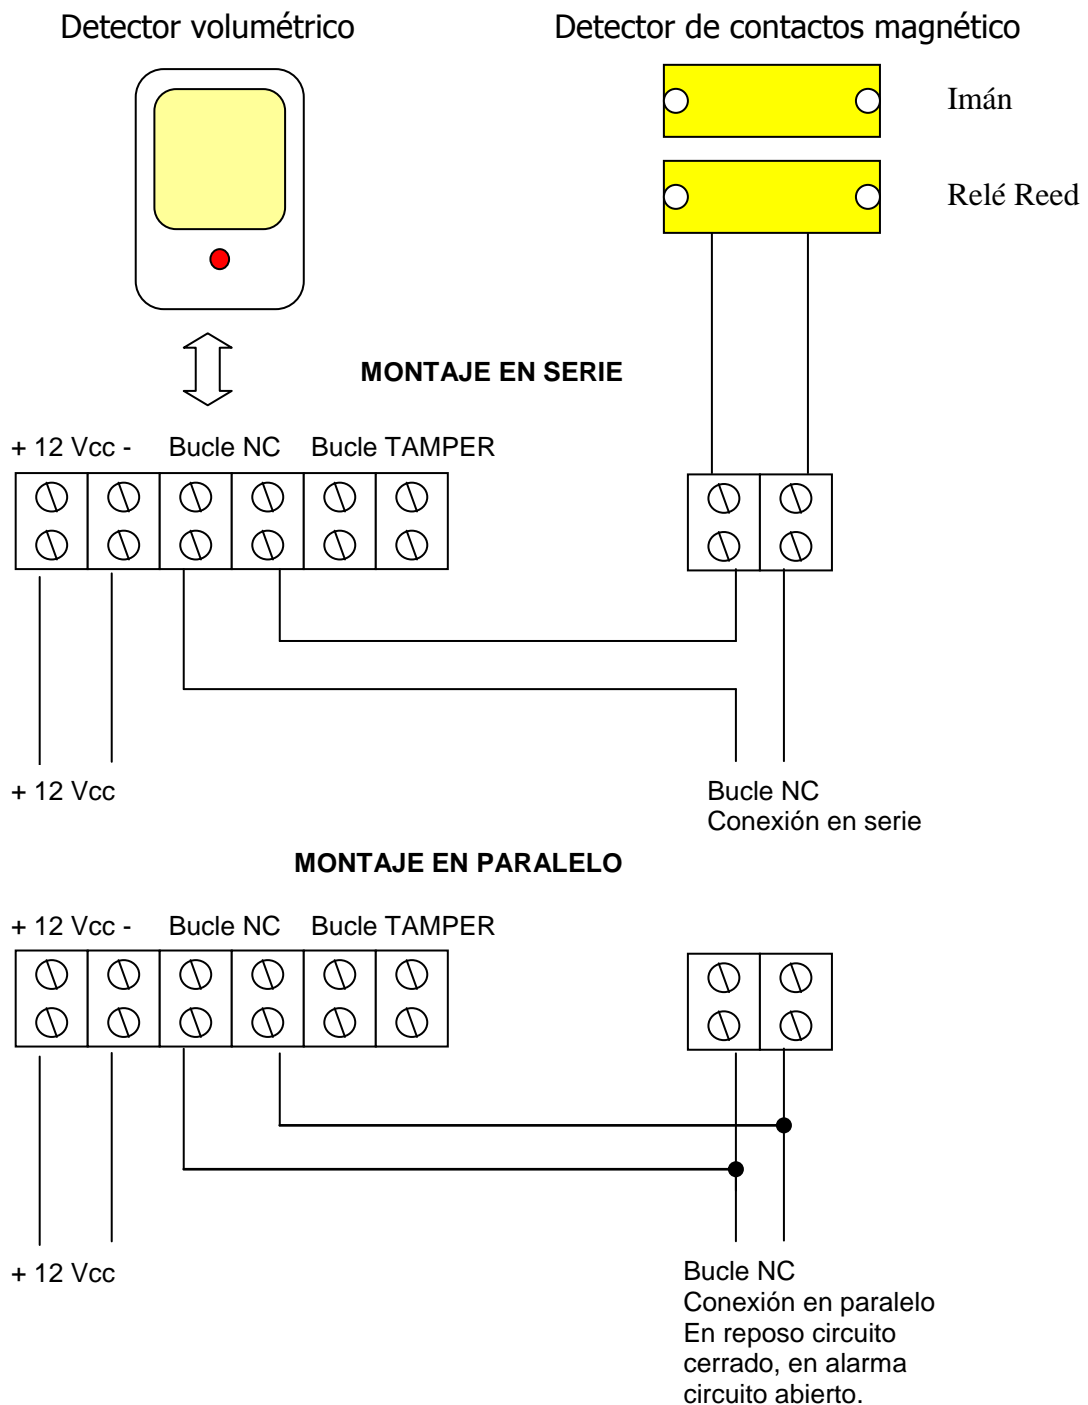 Detector volumétrico
Detector de contactos magnético
Imán
Relé Reed
MONTAJE EN SERIE
+ 12 Vcc -
Bucle NC
Bucle TAMPER
+ 12 Vcc
Bucle NC
Conexión en serie
MONTAJE EN PARALELO
+ 12 Vcc -
Bucle NC
Bucle TAMPER
+ 12 Vcc
Bucle NC
Conexión en paralelo
En reposo circuito
cerrado, en alarma
circuito abierto.